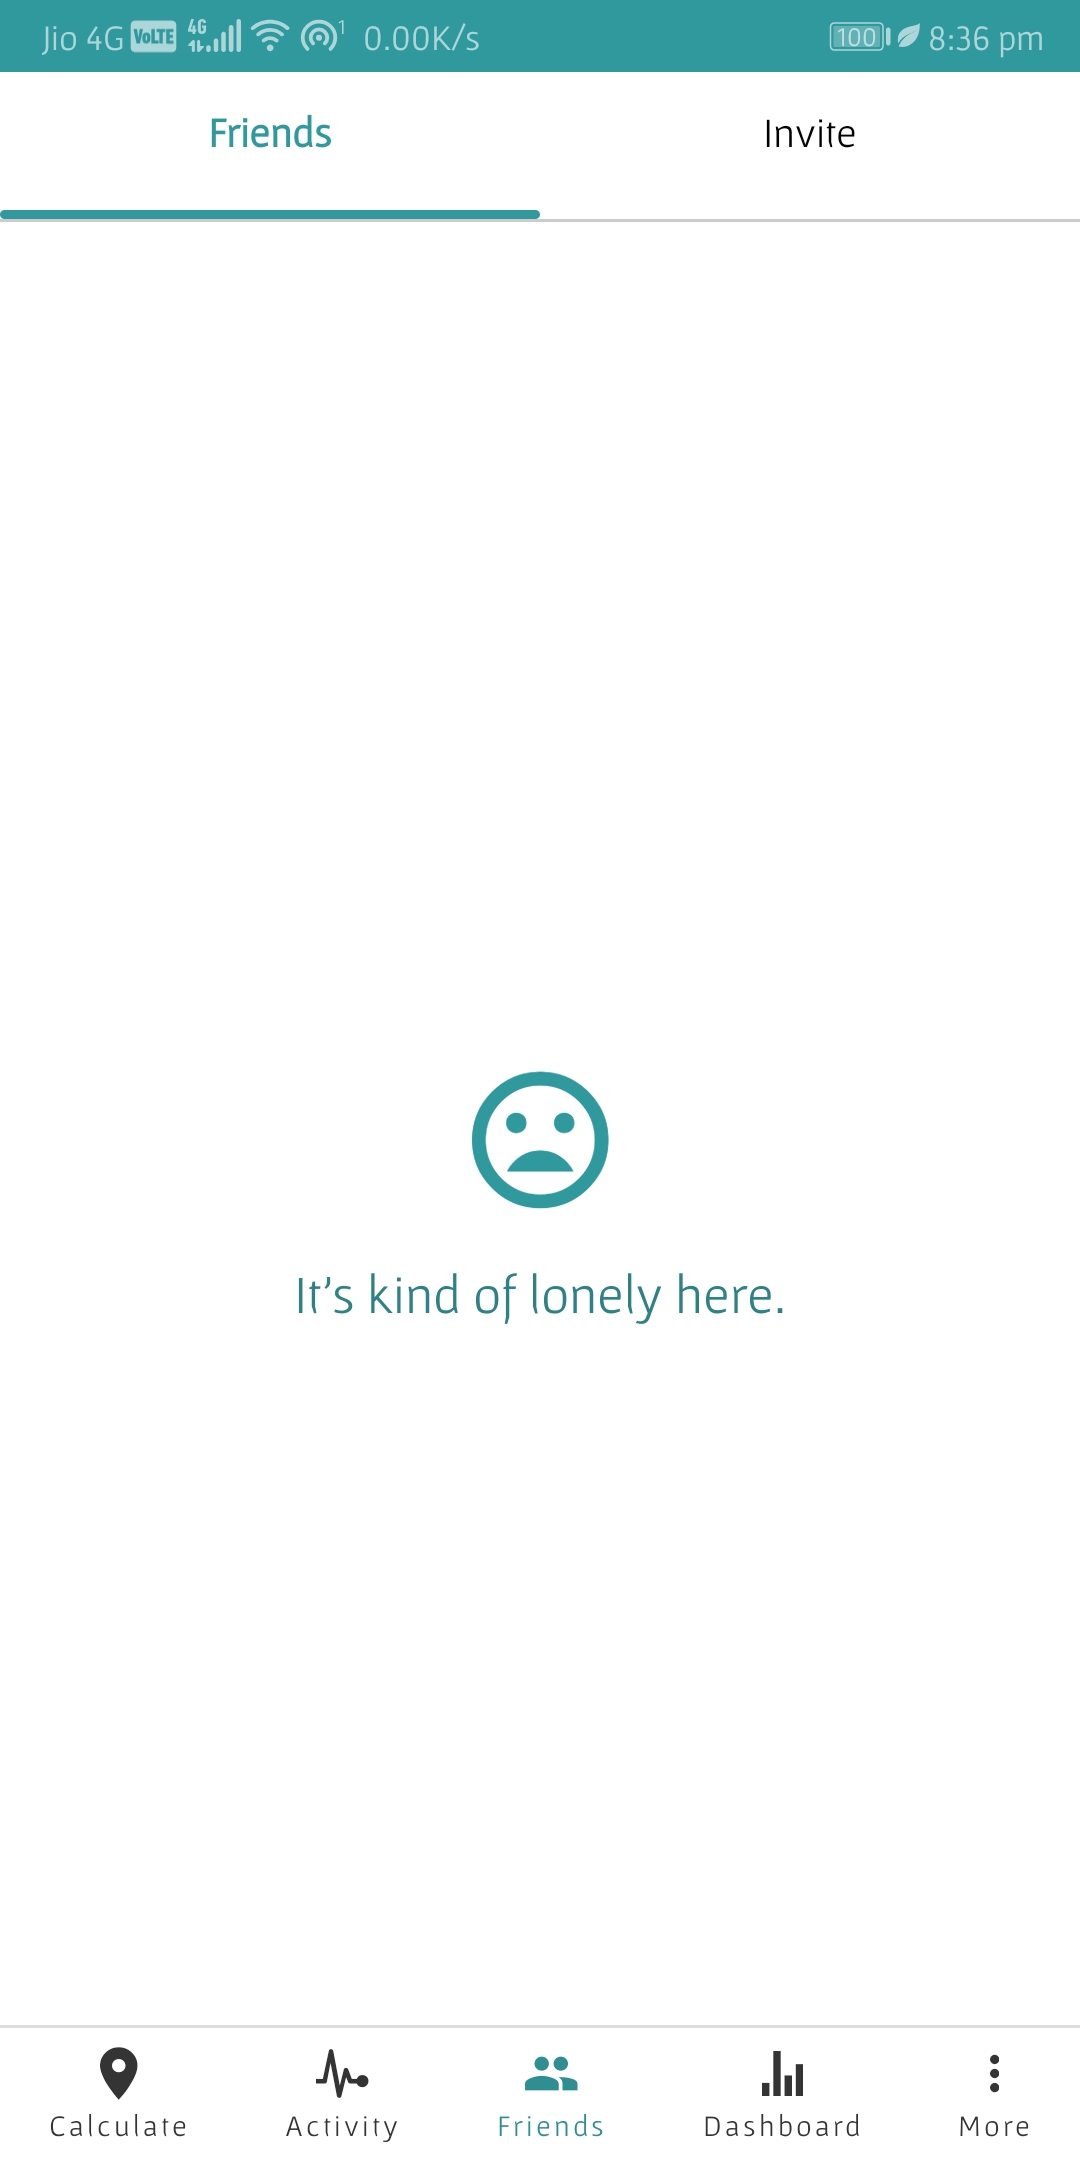 Jio 4G VoLTE 4G 1 0.00K/s 100 8:36 pm
Friends Invite
It's kind of lonely here.
Calculate Activity Friends Dashboard More